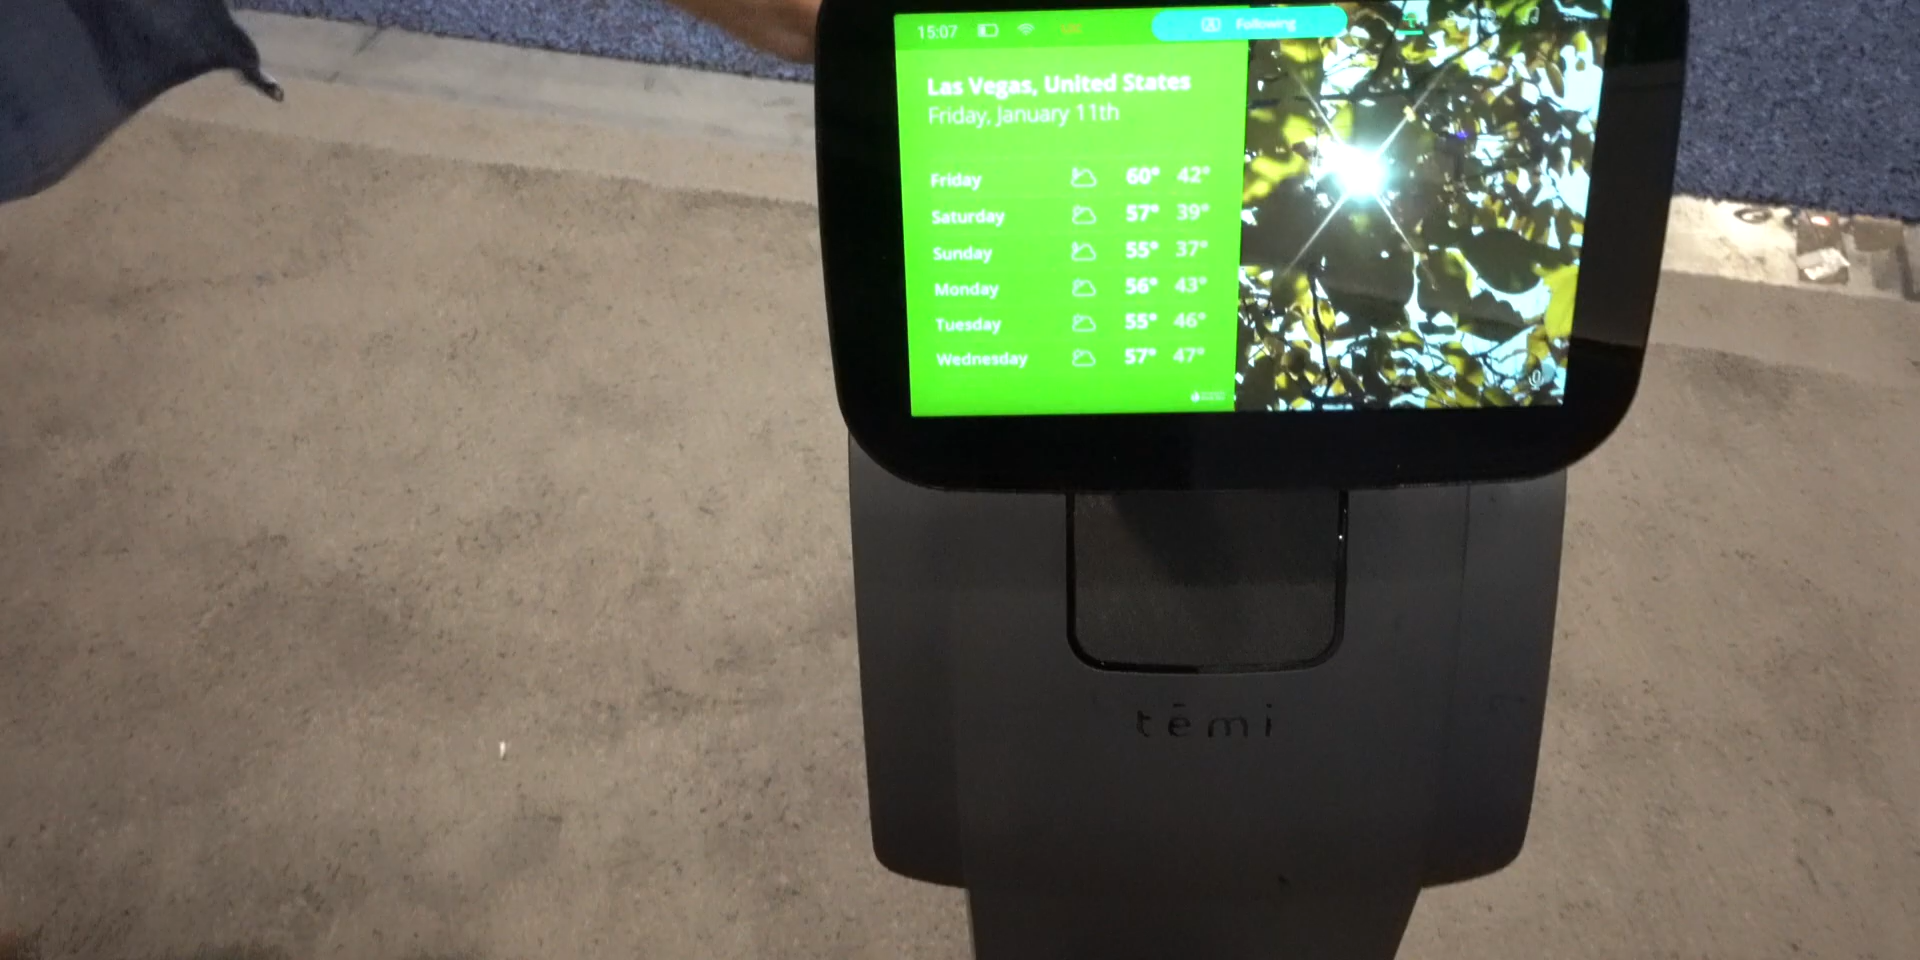 15:07
Following
Las Vegas, United States
Friday, January 11th
Friday 60° 42°
Saturday 57° 39°
Sunday 55° 37°
Monday 56° 43°
Tuesday 55° 46°
Wednesday 57° 47°
tēmi